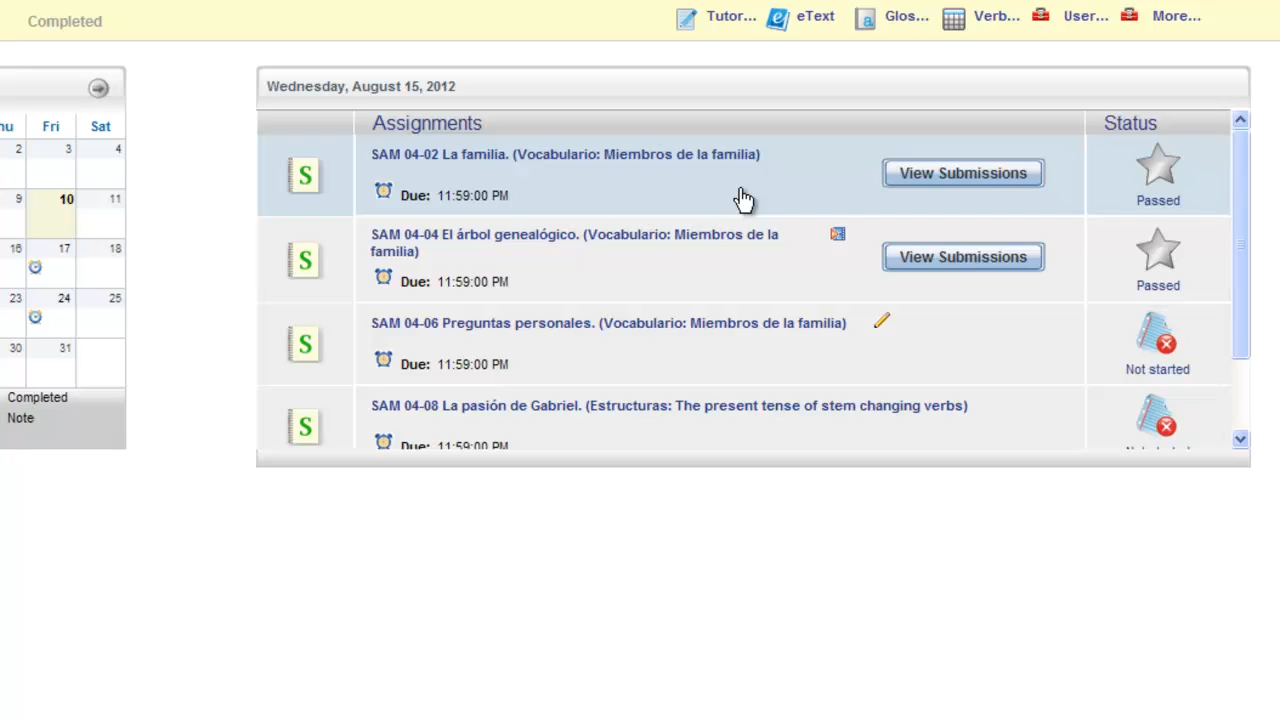 Completed
Tutor... eText Glos... Verb... User... More...
Wednesday, August 15, 2012
nu Fri Sat
2 3 4
9 10 11
16 17 18
23 24 25
30 31
Completed
Note
Assignments Status
S SAM 04-02 La familia. (Vocabulario: Miembros de la familia)
Due: 11:59:00 PM
View Submissions
Passed
S SAM 04-04 El árbol genealógico. (Vocabulario: Miembros de la
familia)
Due: 11:59:00 PM
View Submissions
Passed
S SAM 04-06 Preguntas personales. (Vocabulario: Miembros de la familia)
Due: 11:59:00 PM
Not started
S SAM 04-08 La pasión de Gabriel. (Estructuras: The present tense of stem changing verbs)
Due: 11:59:00 PM